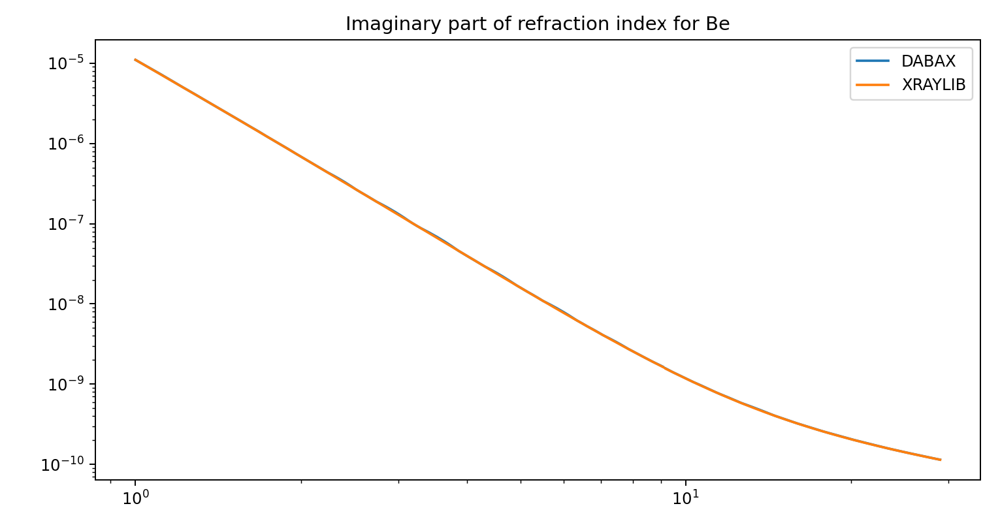 Imaginary part of refraction index for Be
DABAX
XRAYLIB
10⁻⁵
10⁻⁶
10⁻⁷
10⁻⁸
10⁻⁹
10⁻¹⁰
10⁰ 10¹